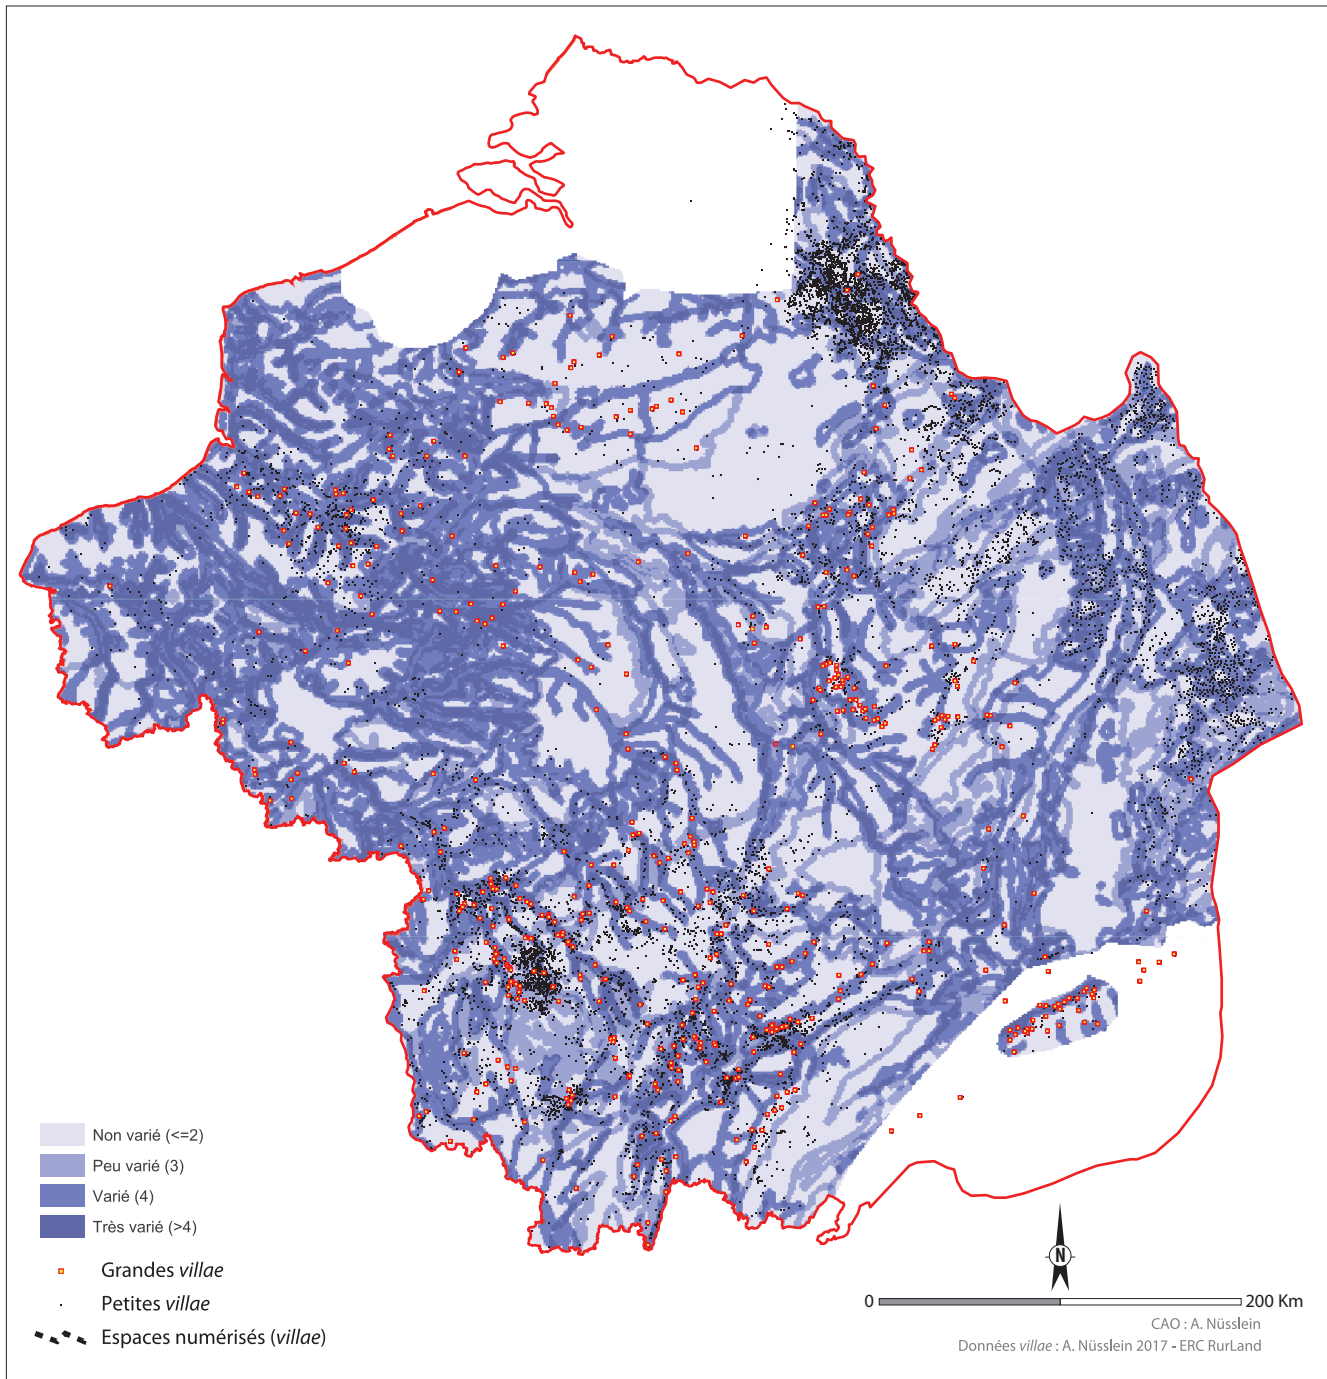 Non varié (<=2)
Peu varié (3)
Varié (4)
Très varié (>4)
Grandes villae
Petites villae
Espaces numérisés (villae)
N
0 200 Km
CAO : A. Nüsslein
Données villae : A. Nüsslein 2017 - ERC RurLand